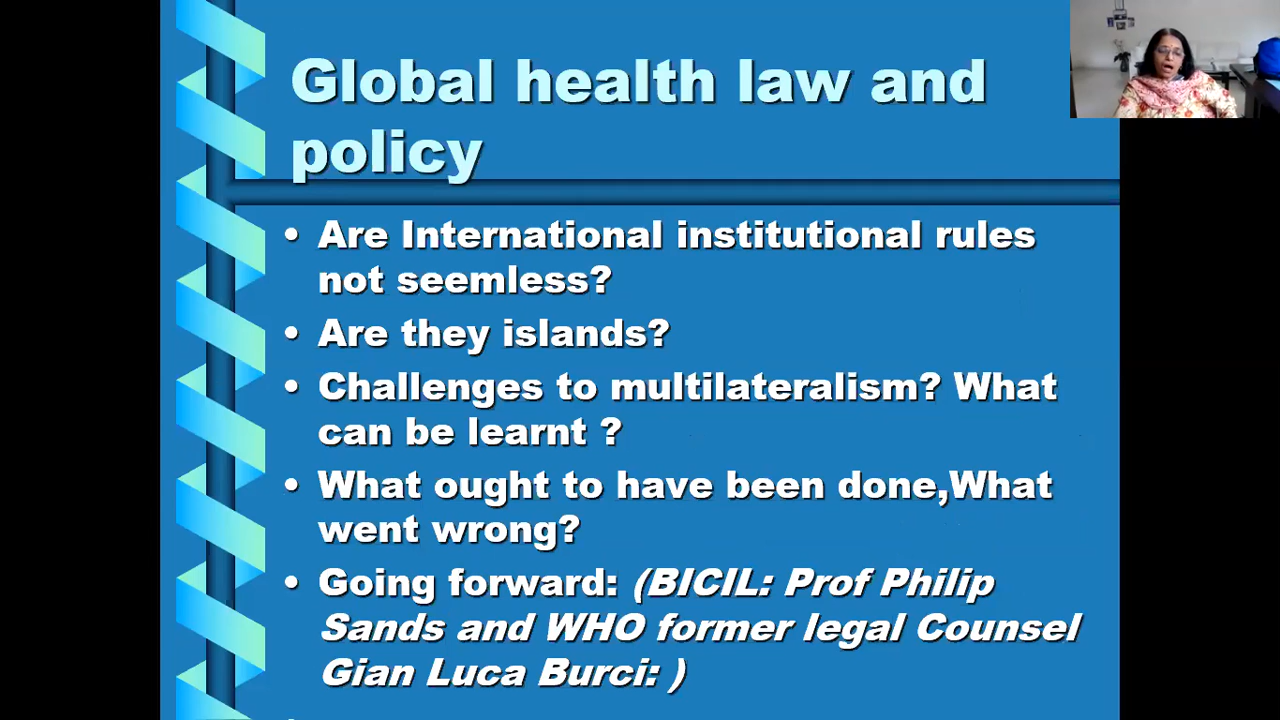 Global health law and
policy
• Are International institutional rules
not seemless?
• Are they islands?
• Challenges to multilateralism? What
can be learnt ?
• What ought to have been done,What
went wrong?
• Going forward: (BICIL: Prof Philip
Sands and WHO former legal Counsel
Gian Luca Burci: )